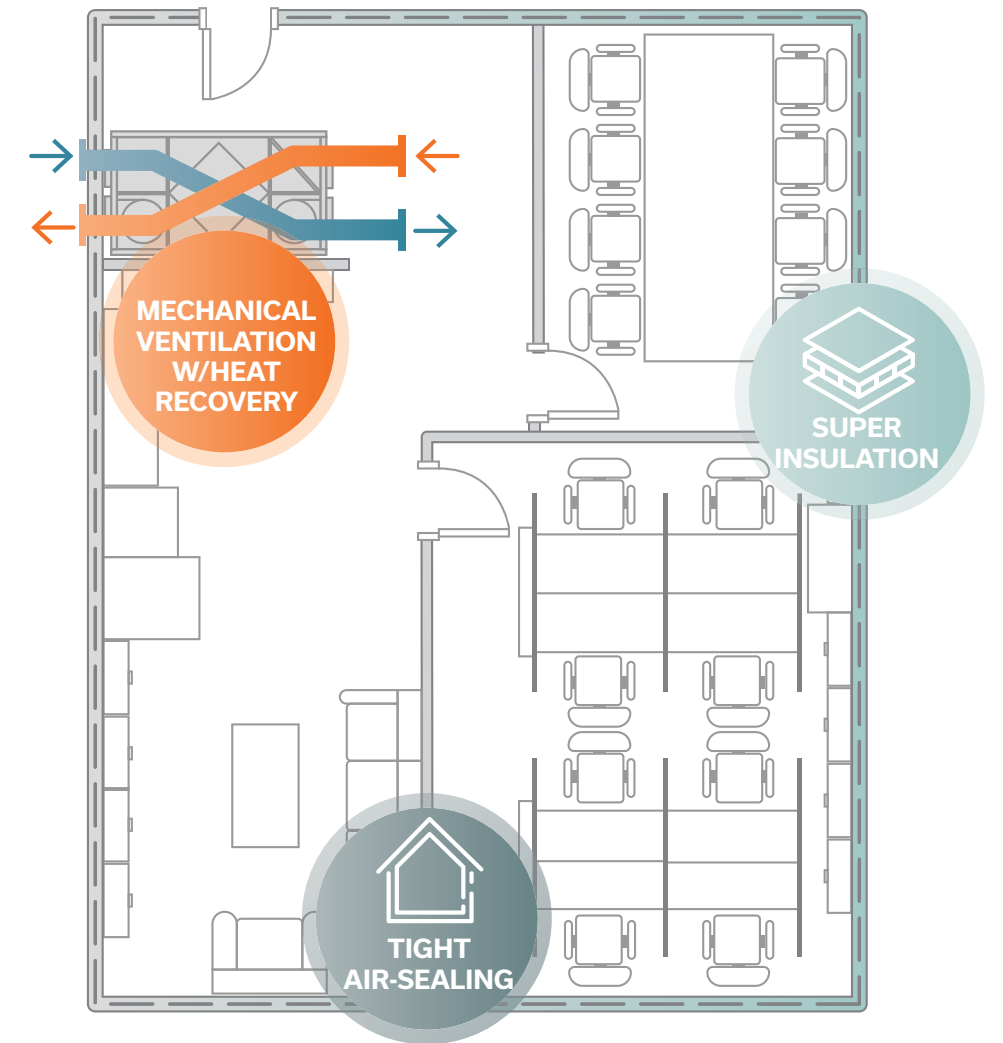 MECHANICAL
VENTILATION
W/HEAT
RECOVERY
SUPER
INSULATION
TIGHT
AIR-SEALING